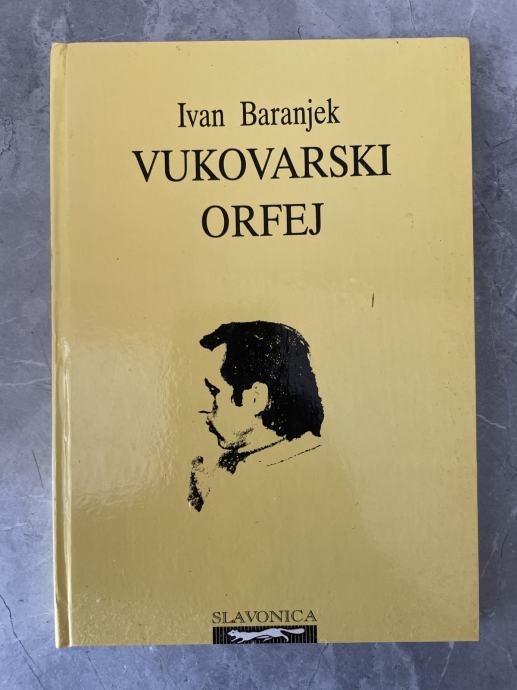 Ivan Baranjek
VUKOVARSKI
ORFEJ
SLAVONICA